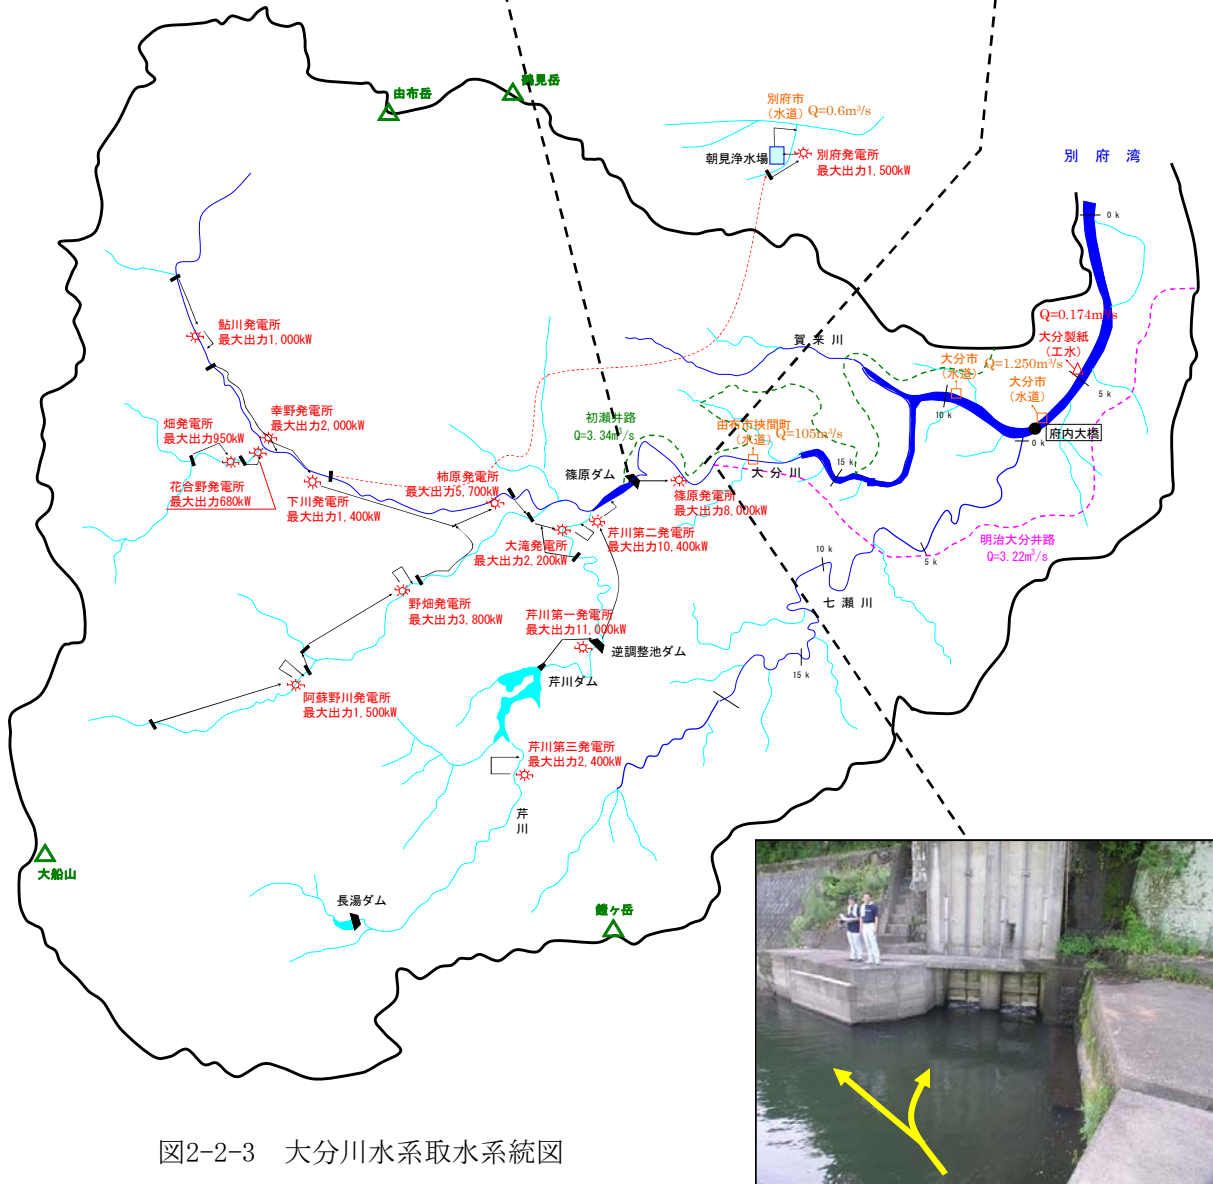 由布岳
鶴見岳
別府市
(水道) Q=0.6m³/s
朝見浄水場
別府発電所
最大出力1,500kW
別 府 湾
0 k
鮎川発電所
最大出力1,000kW
Q=0.174m³/s
大分製紙
(工水)
賀 来 川
大分市
(水道)
Q=1.250m³/s
大分市
(水道)
5 k
10 k
府内大橋
0 k
幸野発電所
最大出力2,000kW
畑発電所
最大出力950kW
初瀬井路
Q=3.34m³/s
由布市挾間町
(水道) Q=105m³/s
15 k
大 分 川
篠原ダム
柿原発電所
最大出力5,700kW
花合野発電所
最大出力680kW
下川発電所
最大出力1,400kW
篠原発電所
最大出力8,000kW
芹川第二発電所
最大出力10,400kW
大滝発電所
最大出力2,200kW
明治大分井路
Q=3.22m³/s
10 k
5 k
七 瀬 川
野畑発電所
最大出力3,800kW
芹川第一発電所
最大出力11,000kW
逆調整池ダム
芹川ダム
15 k
阿蘇野川発電所
最大出力1,500kW
芹川第三発電所
最大出力2,400kW
芹
川
大船山
長湯ダム
鎧ヶ岳
図2-2-3 大分川水系取水系統図